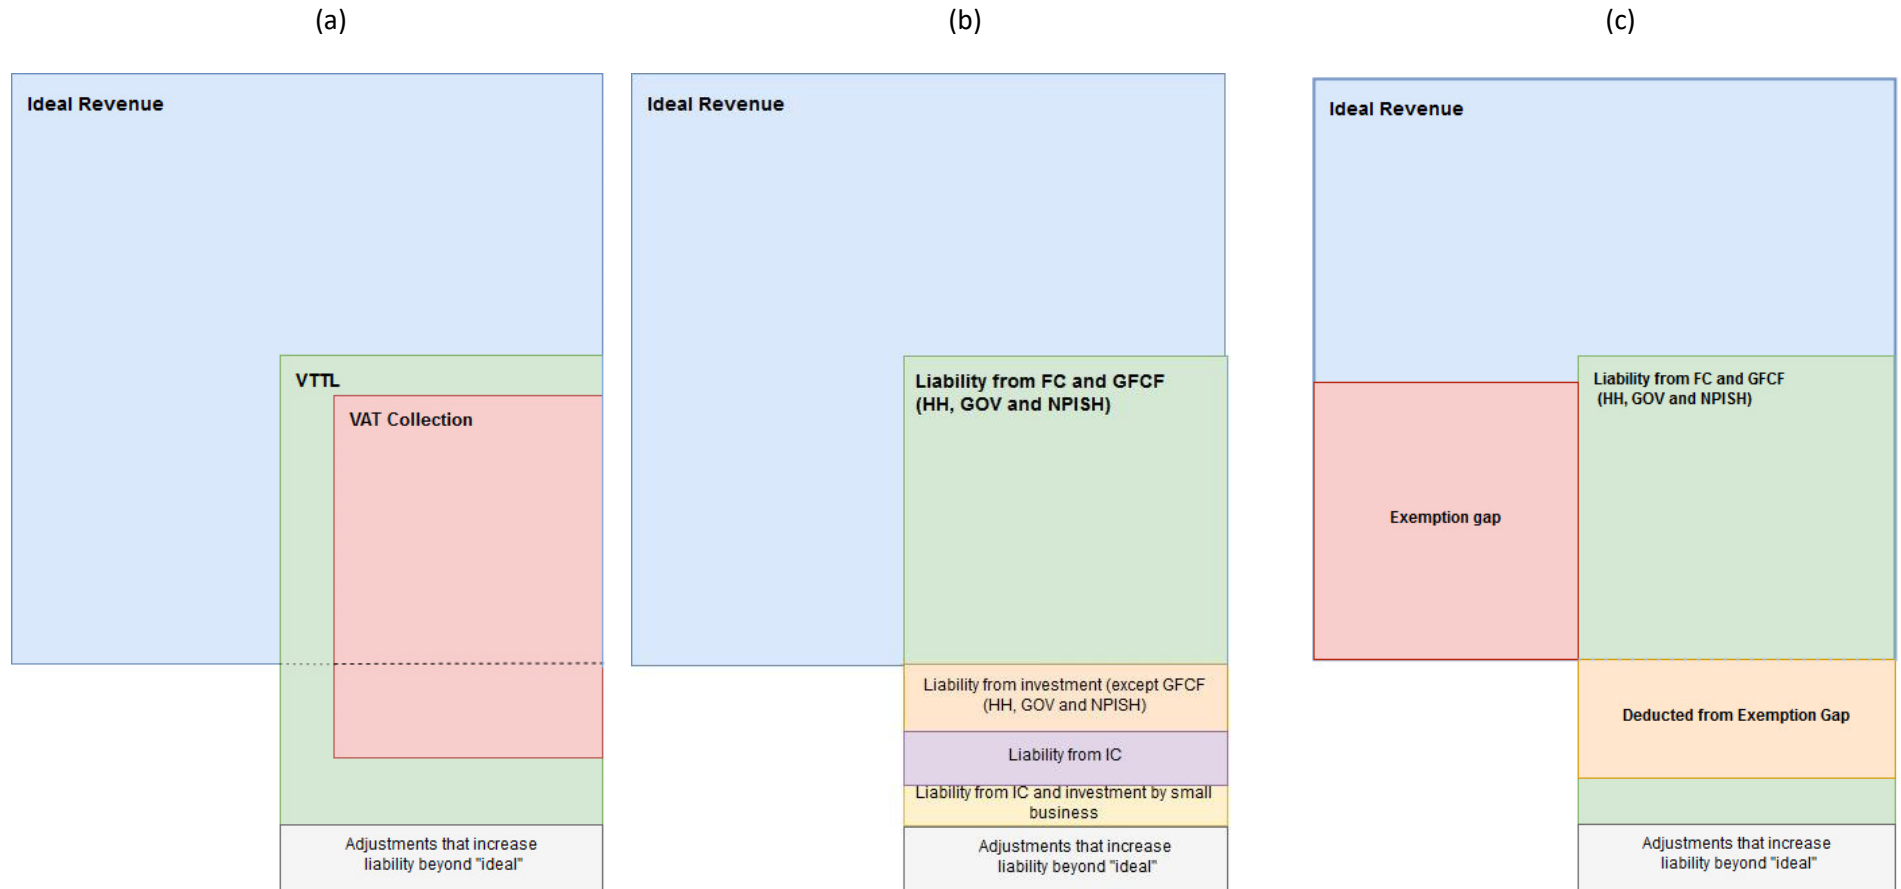 (a)
Ideal Revenue
VTTL
VAT Collection
Adjustments that increase
liability beyond "ideal"
(b)
Ideal Revenue
Liability from FC and GFCF
(HH, GOV and NPISH)
Liability from investment (except GFCF
(HH, GOV and NPISH)
Liability from IC
Liability from IC and investment by small
business
Adjustments that increase
liability beyond "ideal"
(c)
Ideal Revenue
Liability from FC and GFCF
(HH, GOV and NPISH)
Exemption gap
Deducted from Exemption Gap
Adjustments that increase
liability beyond "ideal"